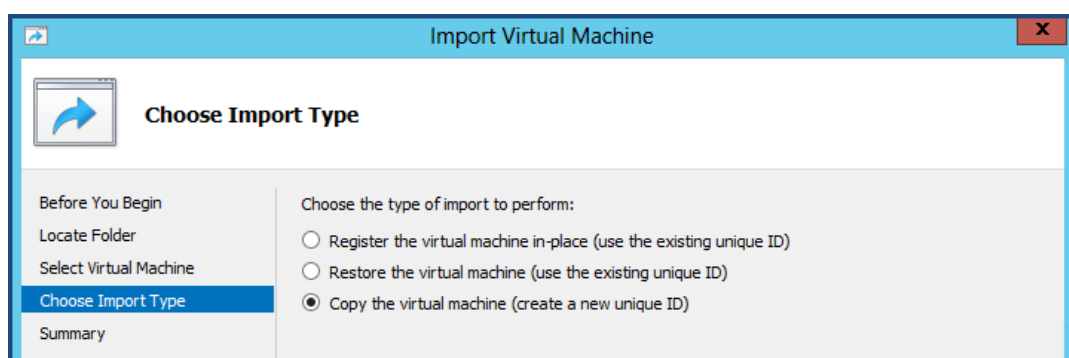 Import Virtual Machine
X
Choose Import Type
Before You Begin
Locate Folder
Select Virtual Machine
Choose Import Type
Summary
Choose the type of import to perform:
Register the virtual machine in-place (use the existing unique ID)
Restore the virtual machine (use the existing unique ID)
Copy the virtual machine (create a new unique ID)